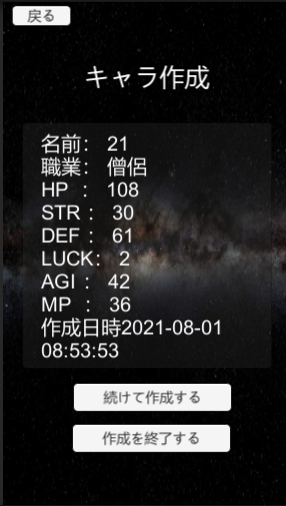 戻る
キャラ作成
名前： 21
職業： 僧侶
HP ： 108
STR ： 30
DEF ： 61
LUCK： 2
AGI ： 42
MP ： 36
作成日時2021-08-01
08:53:53
続けて作成する
作成を終了する